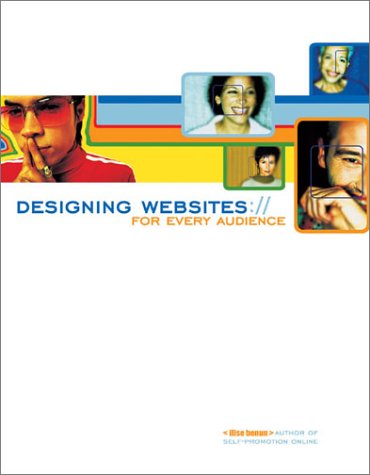 DESIGNING WEBSITES://
FOR EVERY AUDIENCE
<ilise benun> AUTHOR OF
SELF-PROMOTION ONLINE